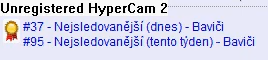 Unregistered HyperCam 2
#37 - Nejsledovanější (dnes) - Baviči
#95 - Nejsledovanější (tento týden) - Baviči